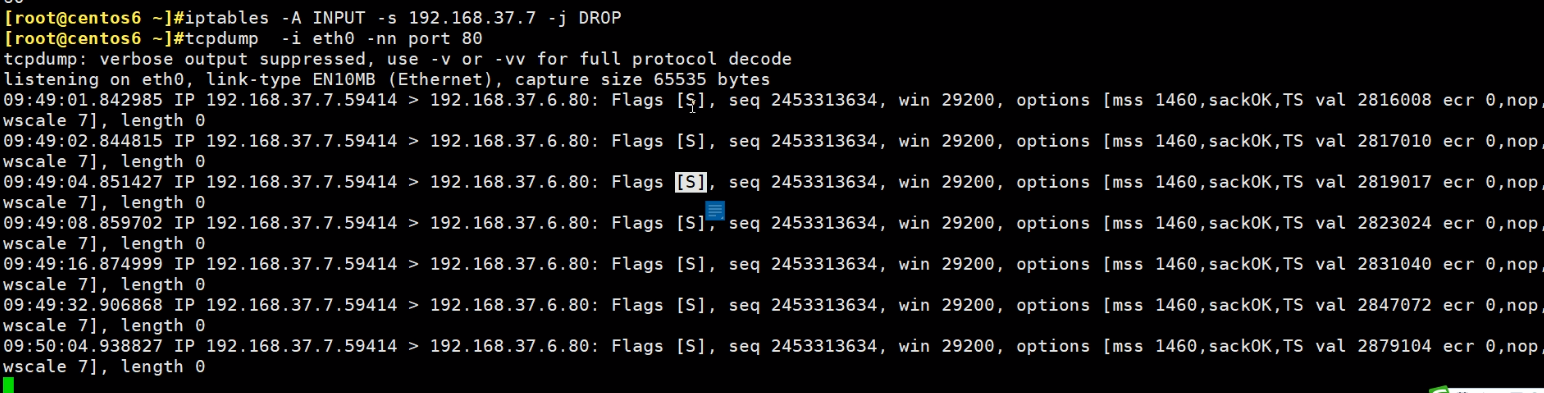 [root@centos6 ~]#iptables -A INPUT -s 192.168.37.7 -j DROP
[root@centos6 ~]#tcpdump  -i eth0 -nn port 80
tcpdump: verbose output suppressed, use -v or -vv for full protocol decode
listening on eth0, link-type EN10MB (Ethernet), capture size 65535 bytes
09:49:01.842985 IP 192.168.37.7.59414 > 192.168.37.6.80: Flags [S], seq 2453313634, win 29200, options [mss 1460,sackOK,TS val 2816008 ecr 0,nop,
wscale 7], length 0
09:49:02.844815 IP 192.168.37.7.59414 > 192.168.37.6.80: Flags [S], seq 2453313634, win 29200, options [mss 1460,sackOK,TS val 2817010 ecr 0,nop,
wscale 7], length 0
09:49:04.851427 IP 192.168.37.7.59414 > 192.168.37.6.80: Flags [S], seq 2453313634, win 29200, options [mss 1460,sackOK,TS val 2819017 ecr 0,nop,
wscale 7], length 0
09:49:08.859702 IP 192.168.37.7.59414 > 192.168.37.6.80: Flags [S], seq 2453313634, win 29200, options [mss 1460,sackOK,TS val 2823024 ecr 0,nop,
wscale 7], length 0
09:49:16.874999 IP 192.168.37.7.59414 > 192.168.37.6.80: Flags [S], seq 2453313634, win 29200, options [mss 1460,sackOK,TS val 2831040 ecr 0,nop,
wscale 7], length 0
09:49:32.906868 IP 192.168.37.7.59414 > 192.168.37.6.80: Flags [S], seq 2453313634, win 29200, options [mss 1460,sackOK,TS val 2847072 ecr 0,nop,
wscale 7], length 0
09:50:04.938827 IP 192.168.37.7.59414 > 192.168.37.6.80: Flags [S], seq 2453313634, win 29200, options [mss 1460,sackOK,TS val 2879104 ecr 0,nop,
wscale 7], length 0